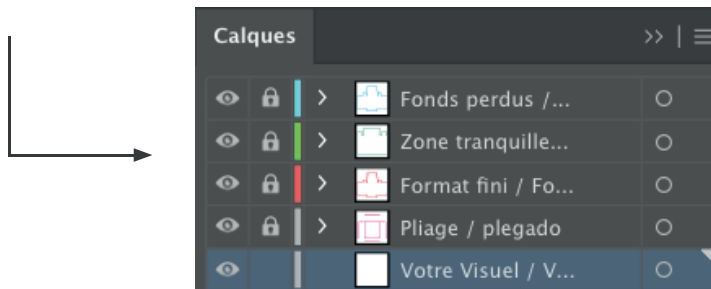 Calques
Fonds perdus /...
Zone tranquille...
Format fini / Fo...
Pliage / plegado
Votre Visuel / V...